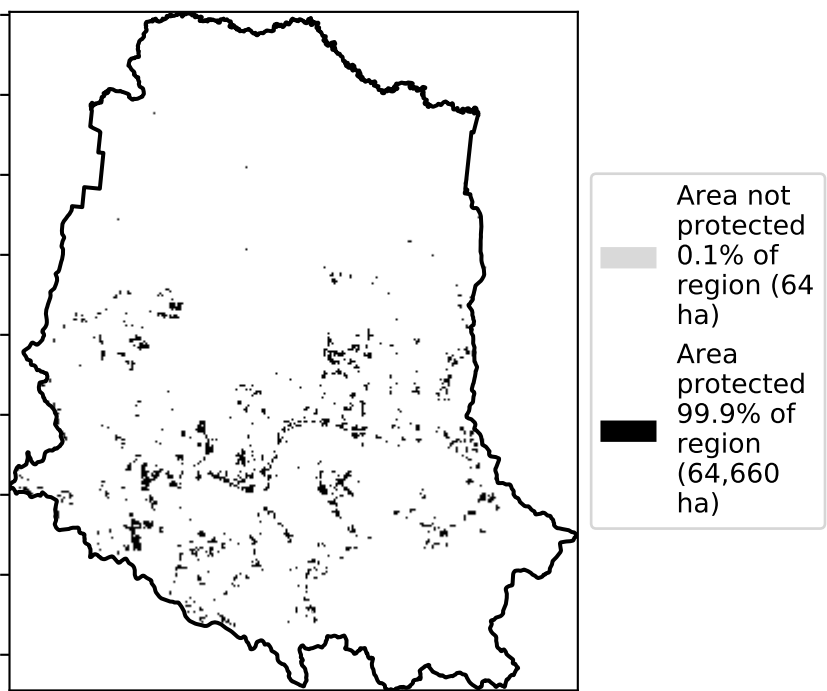 Area not
protected
0.1% of
region (64
ha)
Area
protected
99.9% of
region
(64,660
ha)